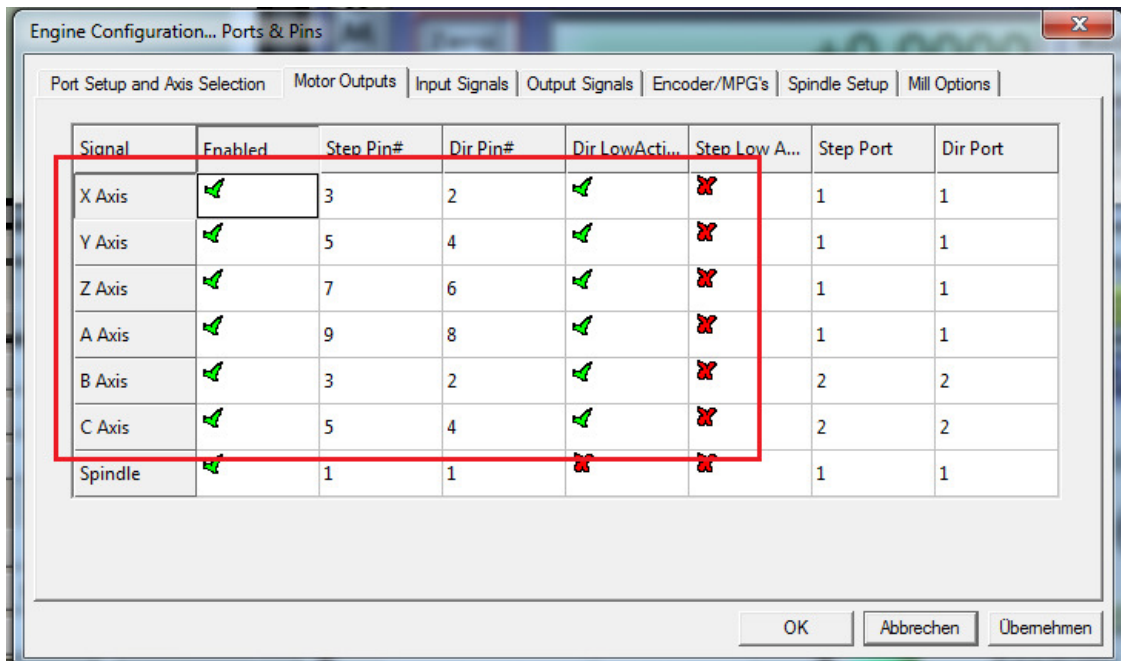 Engine Configuration... Ports & Pins
Port Setup and Axis Selection Motor Outputs Input Signals Output Signals Encoder/MPG's Spindle Setup Mill Options
Signal Enabled Step Pin# Dir Pin# Dir LowActi... Step Low A... Step Port Dir Port
X Axis 3 2 1 1
Y Axis 5 4 1 1
Z Axis 7 6 1 1
A Axis 9 8 1 1
B Axis 3 2 2 2
C Axis 5 4 2 2
Spindle 1 1 1 1
OK Abbrechen Übernehmen